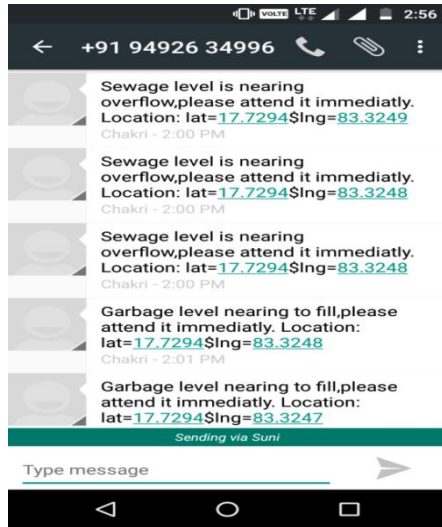 VOLTE LTE 2:56
+91 94926 34996
Sewage level is nearing
overflow,please attend it immediatly.
Location: lat=17.7294$lng=83.3249
Chakri - 2:00 PM
Sewage level is nearing
overflow,please attend it immediatly.
Location: lat=17.7294$lng=83.3248
Chakri - 2:00 PM
Sewage level is nearing
overflow,please attend it immediatly.
Location: lat=17.7294$lng=83.3248
Chakri - 2:00 PM
Garbage level nearing to fill,please
attend it immediatly. Location:
lat=17.7294$lng=83.3248
Chakri - 2:01 PM
Garbage level nearing to fill,please
attend it immediatly. Location:
lat=17.7294$lng=83.3247
Sending via Suni
Type message